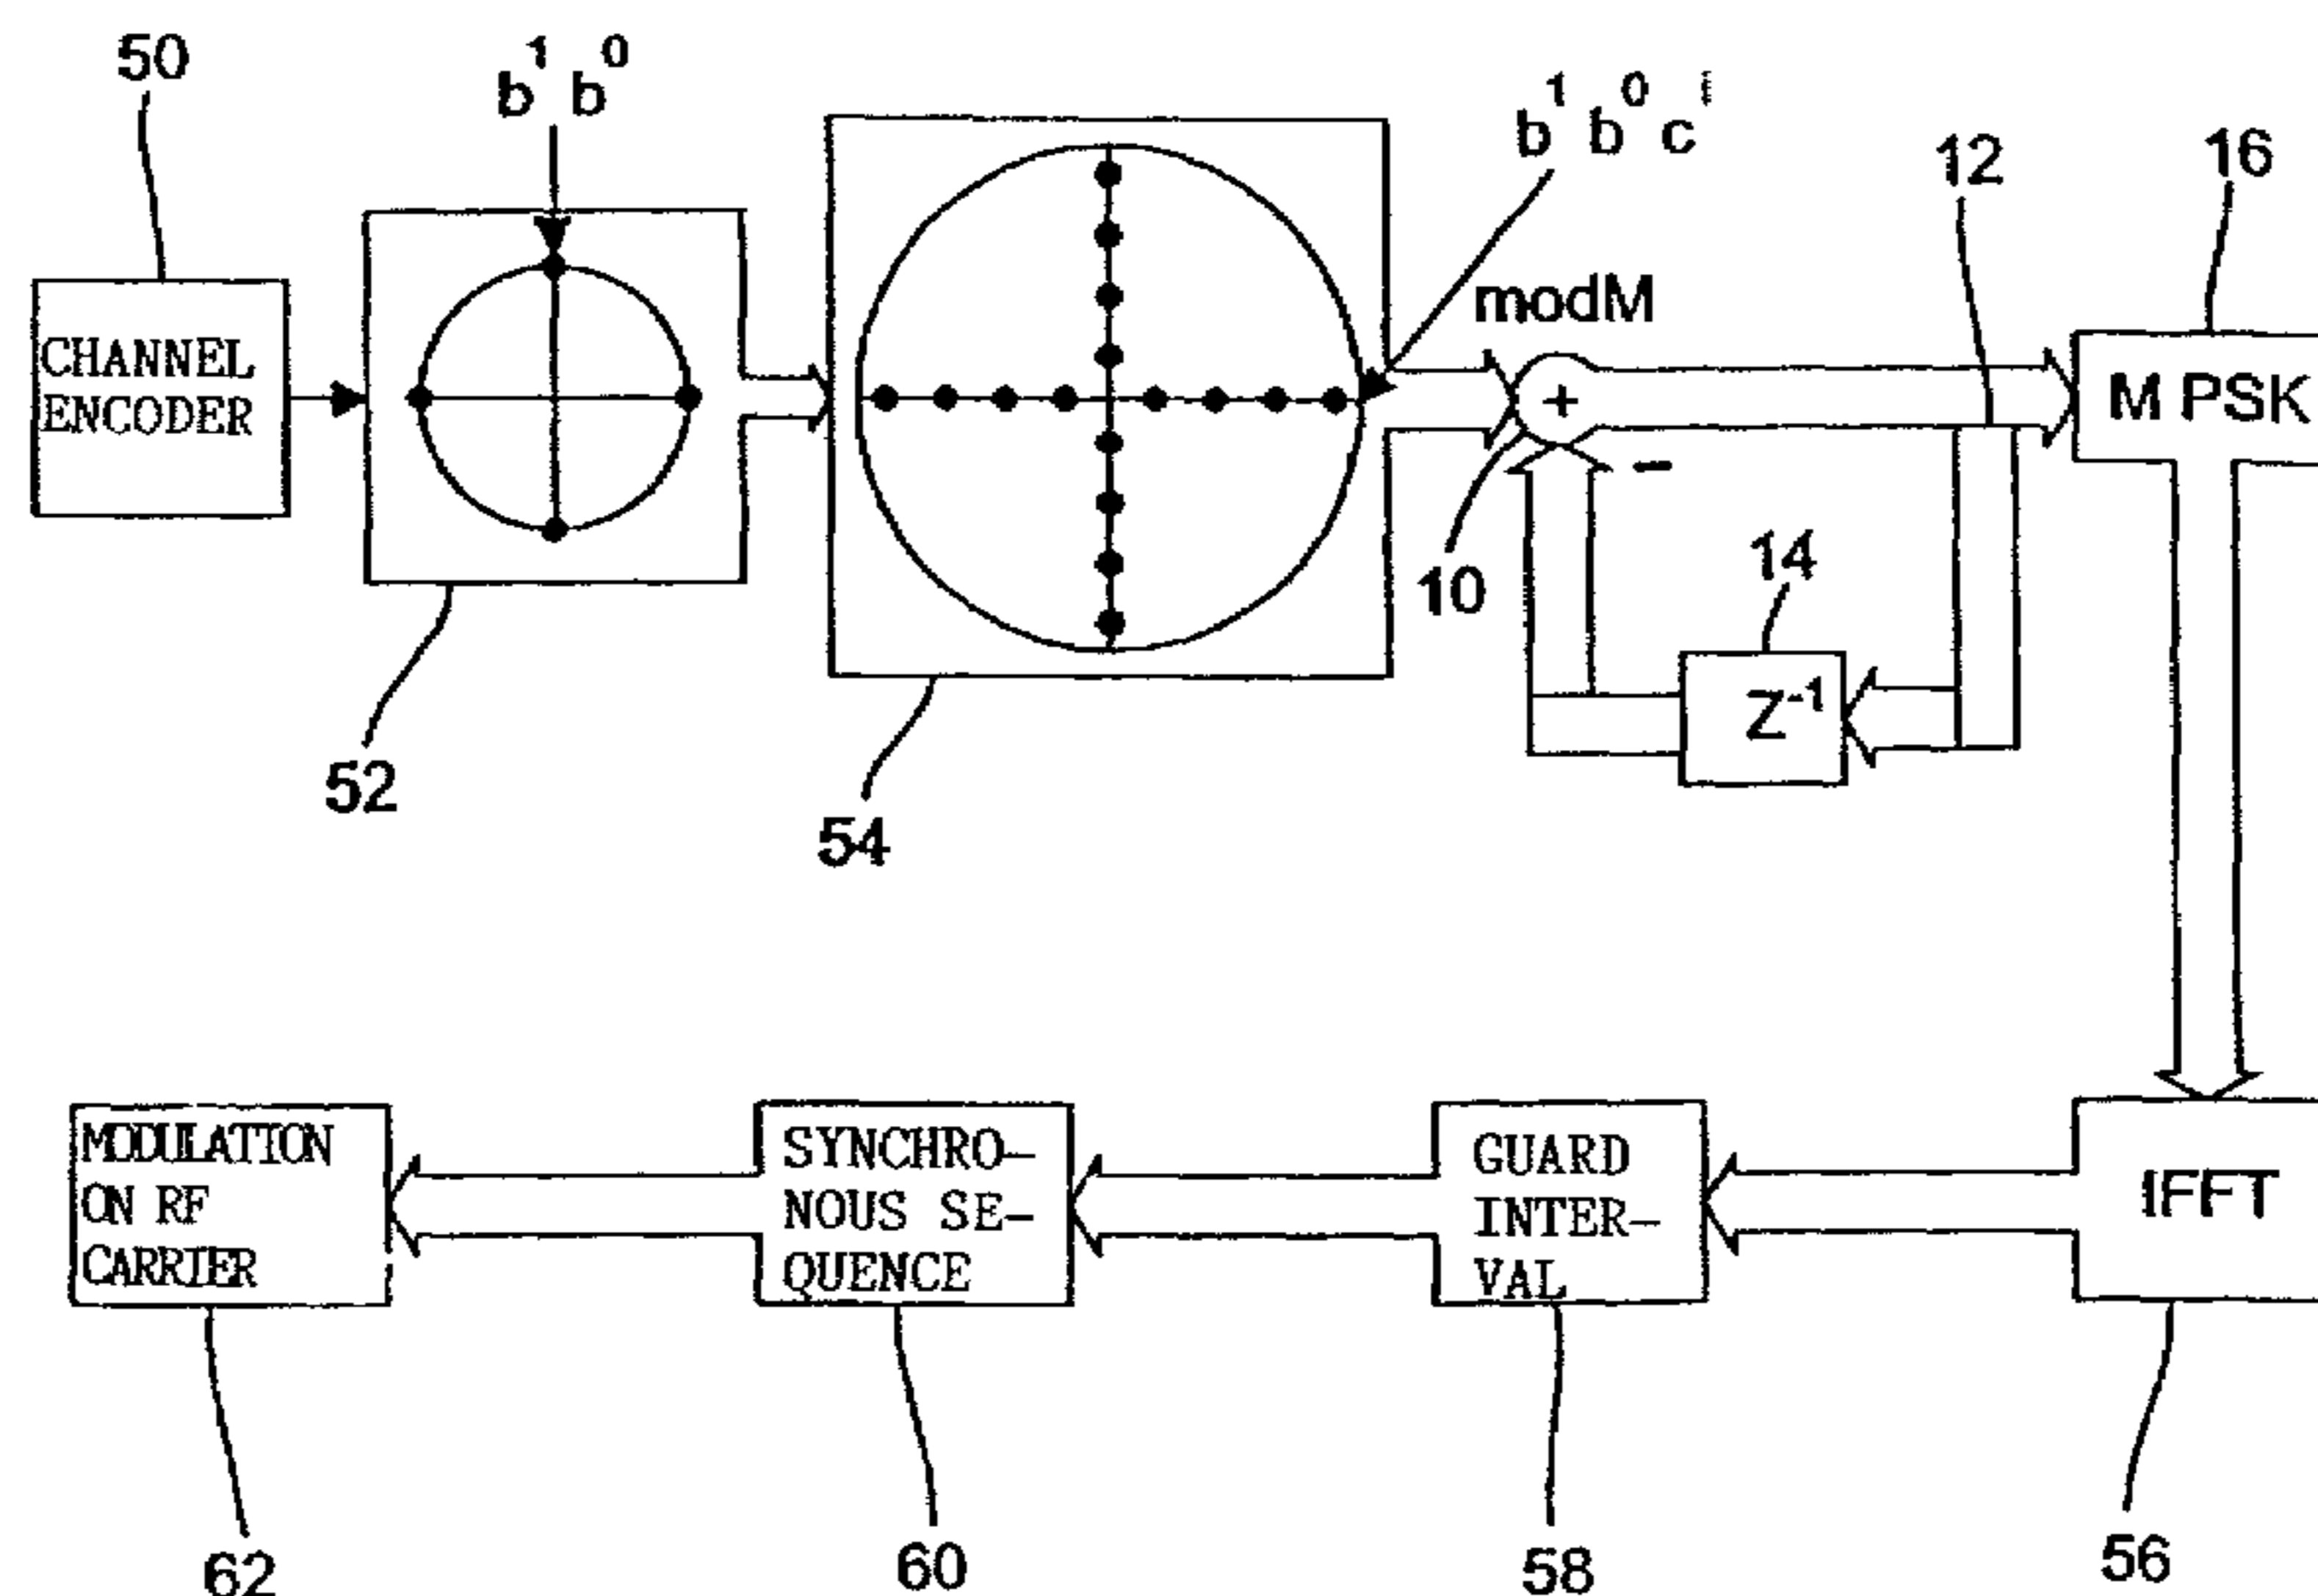 50
b¹ b⁰
b¹ b⁰ cⁱ
12
16
CHANNEL
ENCODER
modM
+
M PSK
−
10
14
Z⁻¹
52
54
MODULATION
ON RF
CARRIER
SYNCHRO-
NOUS SE-
QUENCE
GUARD
INTER-
VAL
IFFT
62
60
58
56